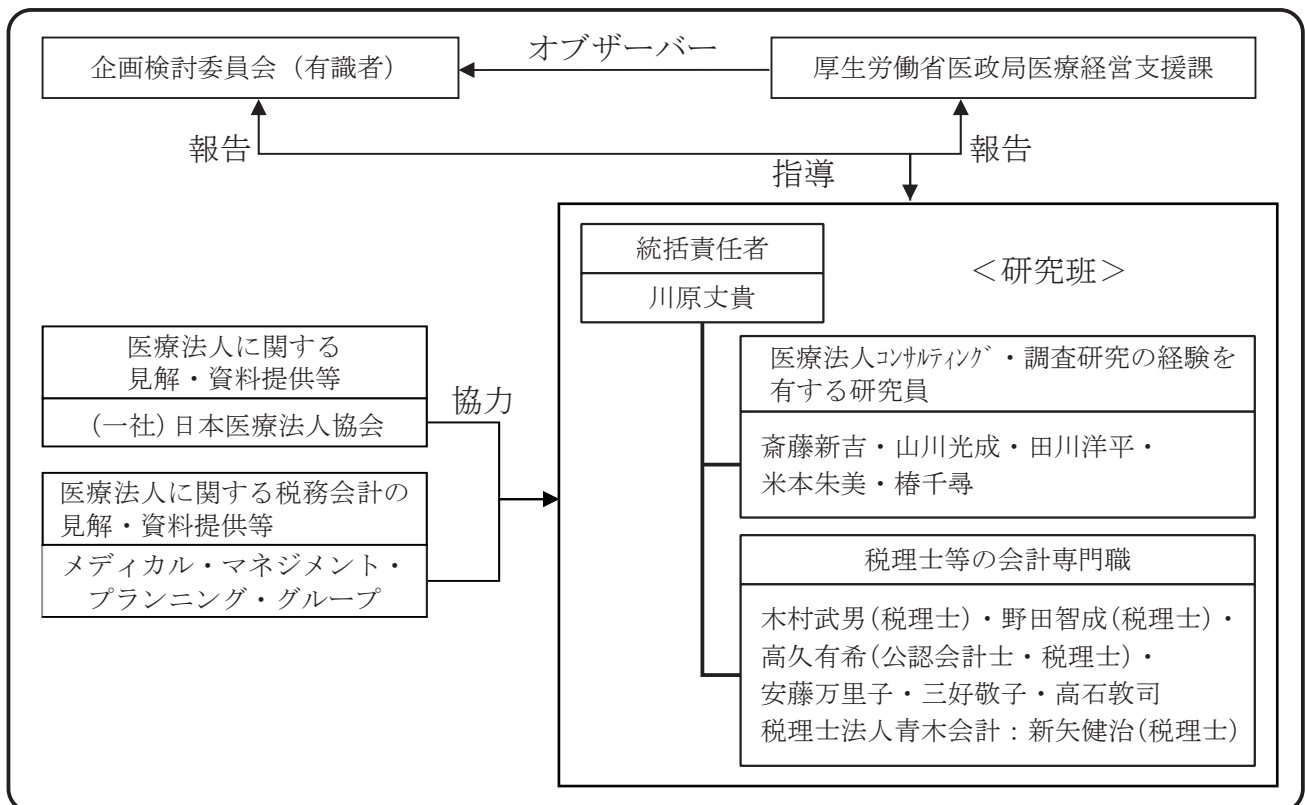 企画検討委員会（有識者）
オブザーバー
厚生労働省医政局医療経営支援課
報告
報告
指導
統括責任者
川原丈貴
＜研究班＞
医療法人に関する
見解・資料提供等
(一社)日本医療法人協会
協力
医療法人に関する税務会計の
見解・資料提供等
メディカル・マネジメント・
プランニング・グループ
医療法人ｺﾝｻﾙﾃｨﾝｸﾞ・調査研究の経験を
有する研究員
斎藤新吉・山川光成・田川洋平・
米本朱美・椿千尋
税理士等の会計専門職
木村武男(税理士)・野田智成(税理士)・
高久有希(公認会計士・税理士)・
安藤万里子・三好敬子・高石敦司
税理士法人青木会計：新矢健治(税理士)